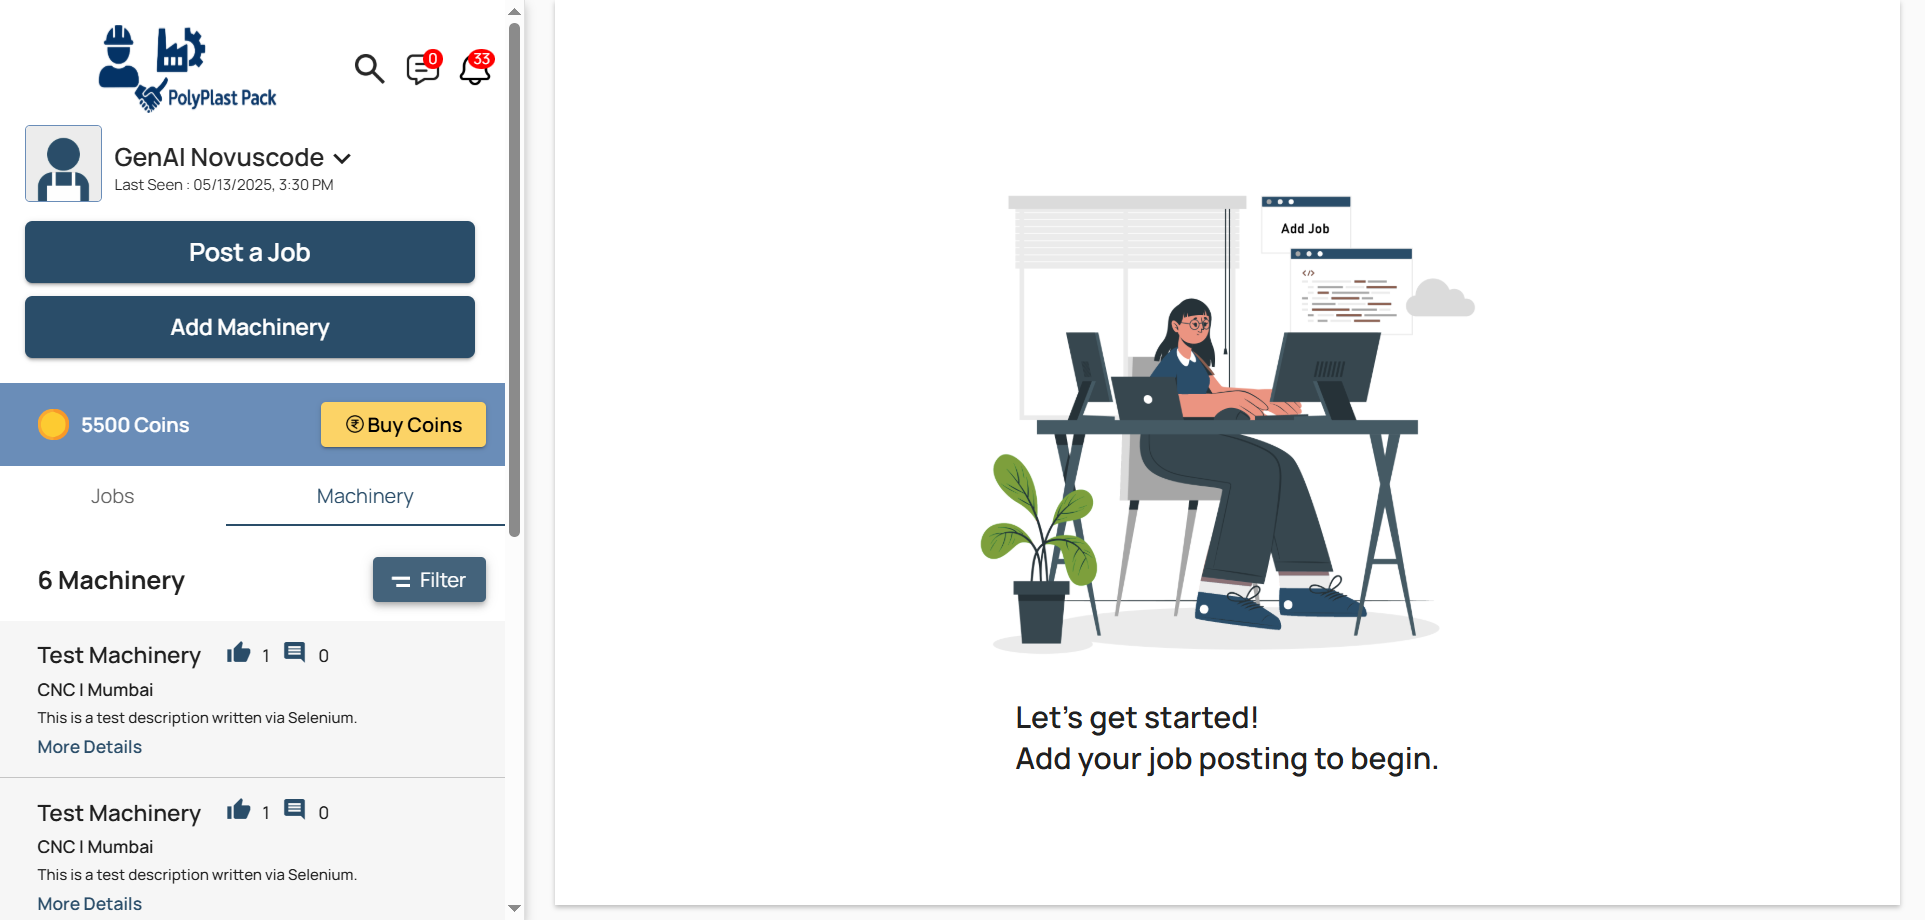 PolyPlast Pack
0
33
GenAI Novuscode
Last Seen : 05/13/2025, 3:30 PM
Post a Job
Add Machinery
5500 Coins
Buy Coins
Jobs
Machinery
6 Machinery
Filter
Test Machinery 1 0
CNC | Mumbai
This is a test description written via Selenium.
More Details
Test Machinery 1 0
CNC | Mumbai
This is a test description written via Selenium.
More Details
Add Job
</>
Let's get started!
Add your job posting to begin.